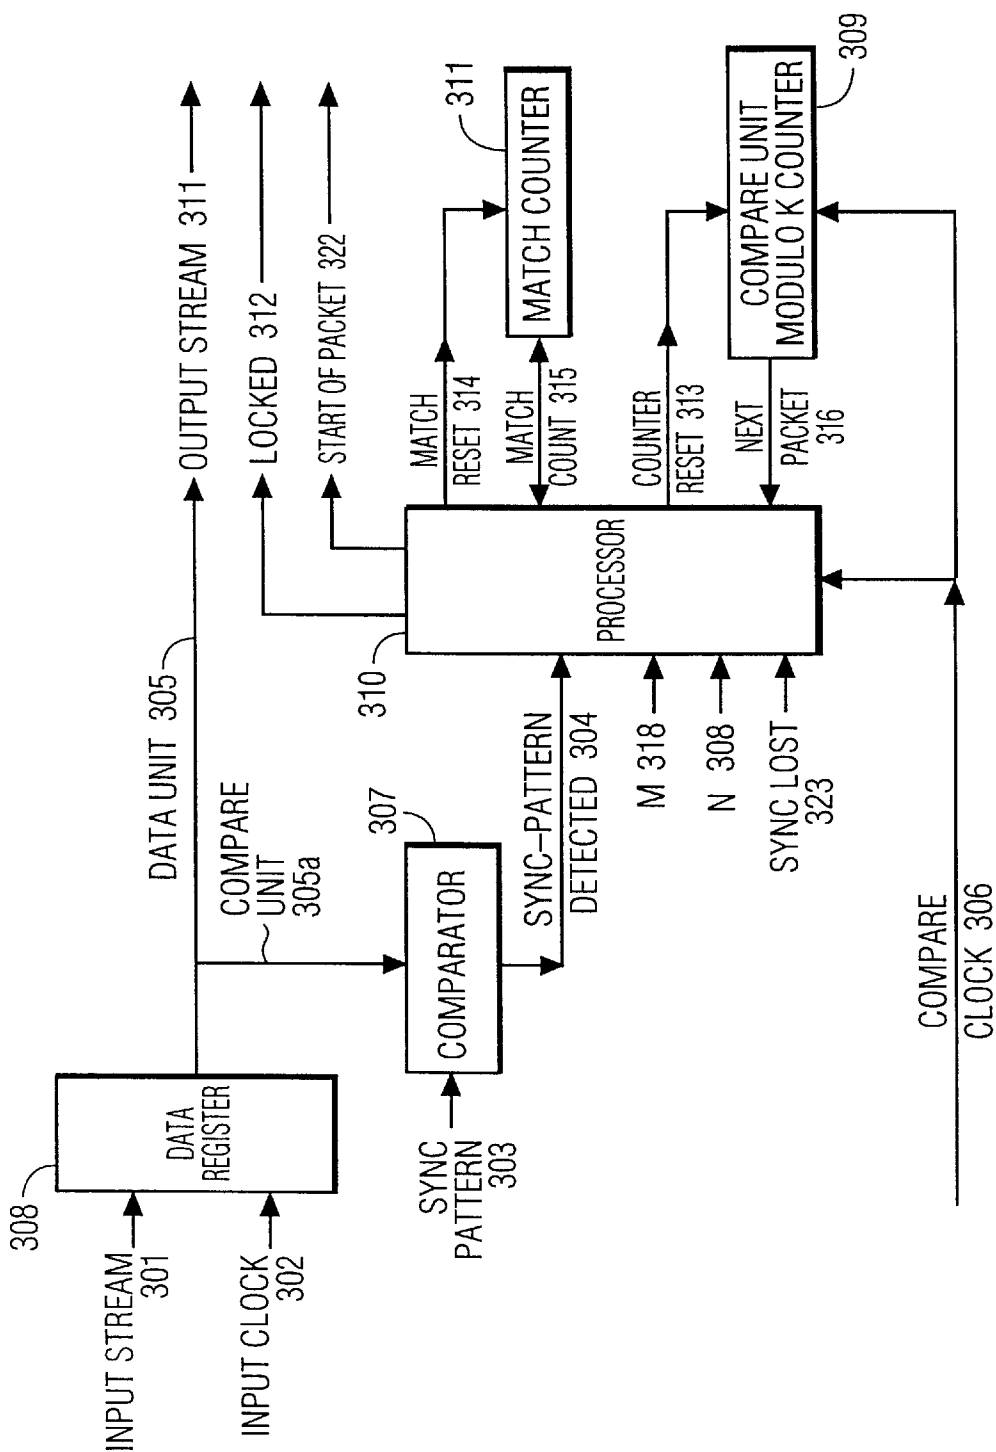 INPUT STREAM
301
INPUT CLOCK
302
308
DATA
REGISTER
DATA UNIT 305
COMPARE
UNIT
305a
OUTPUT STREAM 311
LOCKED 312
START OF PACKET 322
SYNC
PATTERN
303
COMPARATOR
307
SYNC-PATTERN
DETECTED 304
M 318
N 308
SYNC LOST
323
310
PROCESSOR
MATCH
RESET 314
MATCH
COUNT 315
COUNTER
RESET 313
NEXT
PACKET
316
MATCH COUNTER
311
COMPARE UNIT
MODULO K COUNTER
309
COMPARE
CLOCK 306